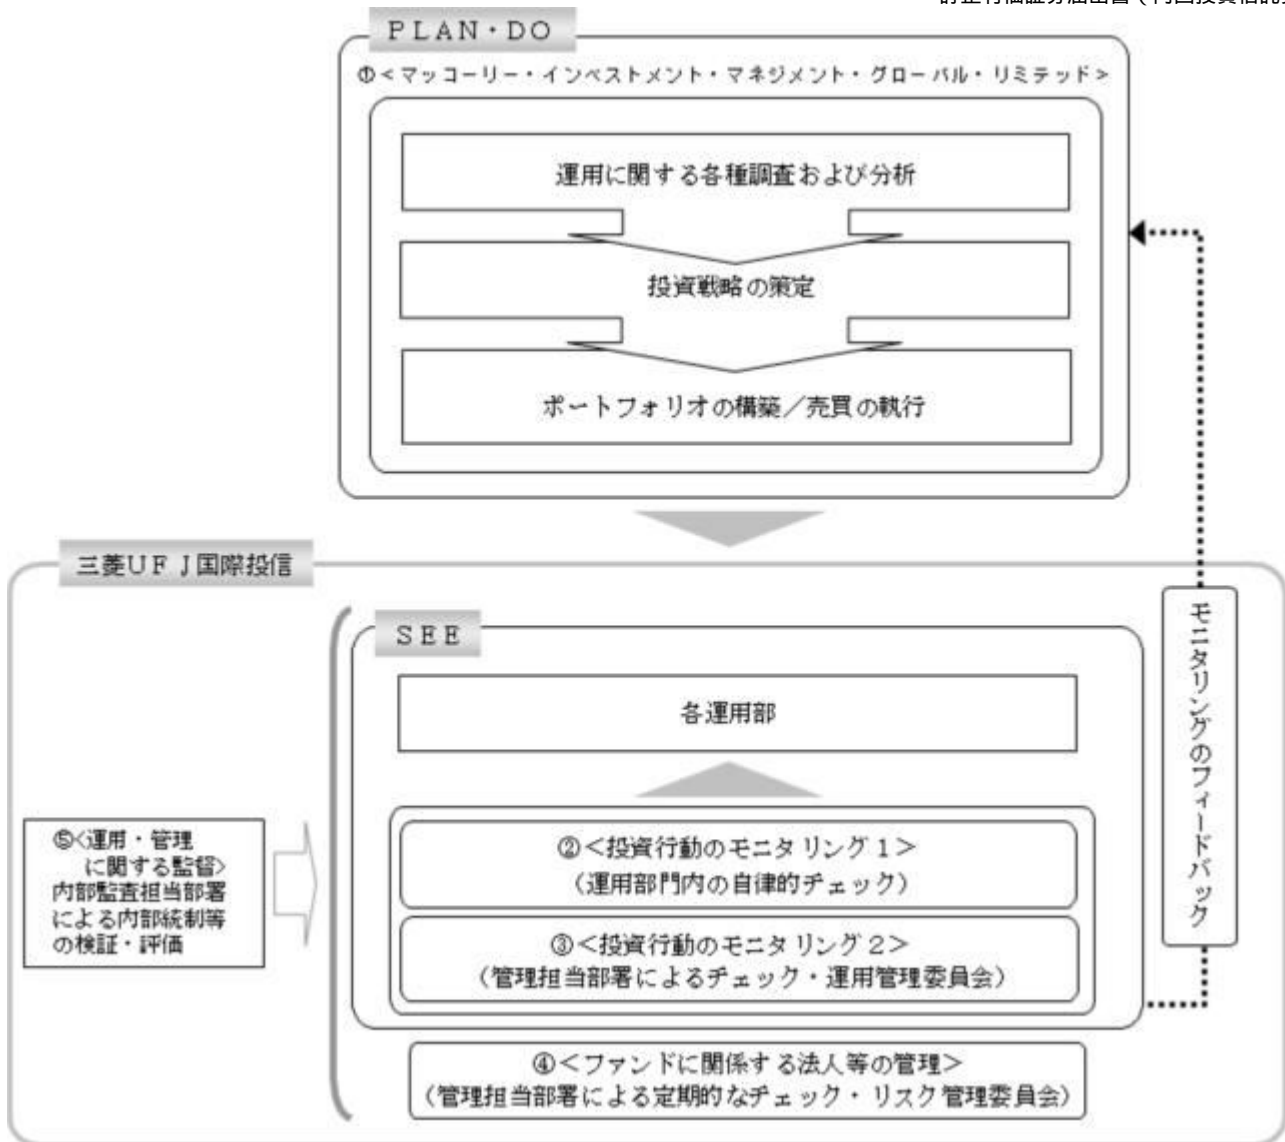 PLAN・DO
①<マッコーリー・インベストメント・マネジメント・グローバル・リミテッド>
運用に関する各種調査および分析
投資戦略の策定
ポートフォリオの構築/売買の執行
三菱UFJ国際投信
SEE
各運用部
②<投資行動のモニタリング1>
(運用部門内の自律的チェック)
③<投資行動のモニタリング2>
(管理担当部署によるチェック・運用管理委員会)
④<ファンドに関係する法人等の管理>
(管理担当部署による定期的なチェック・リスク管理委員会)
⑤<運用・管理
に関する監督>
内部監査担当部署
による内部統制等
の検証・評価
モニタリングのフィードバック